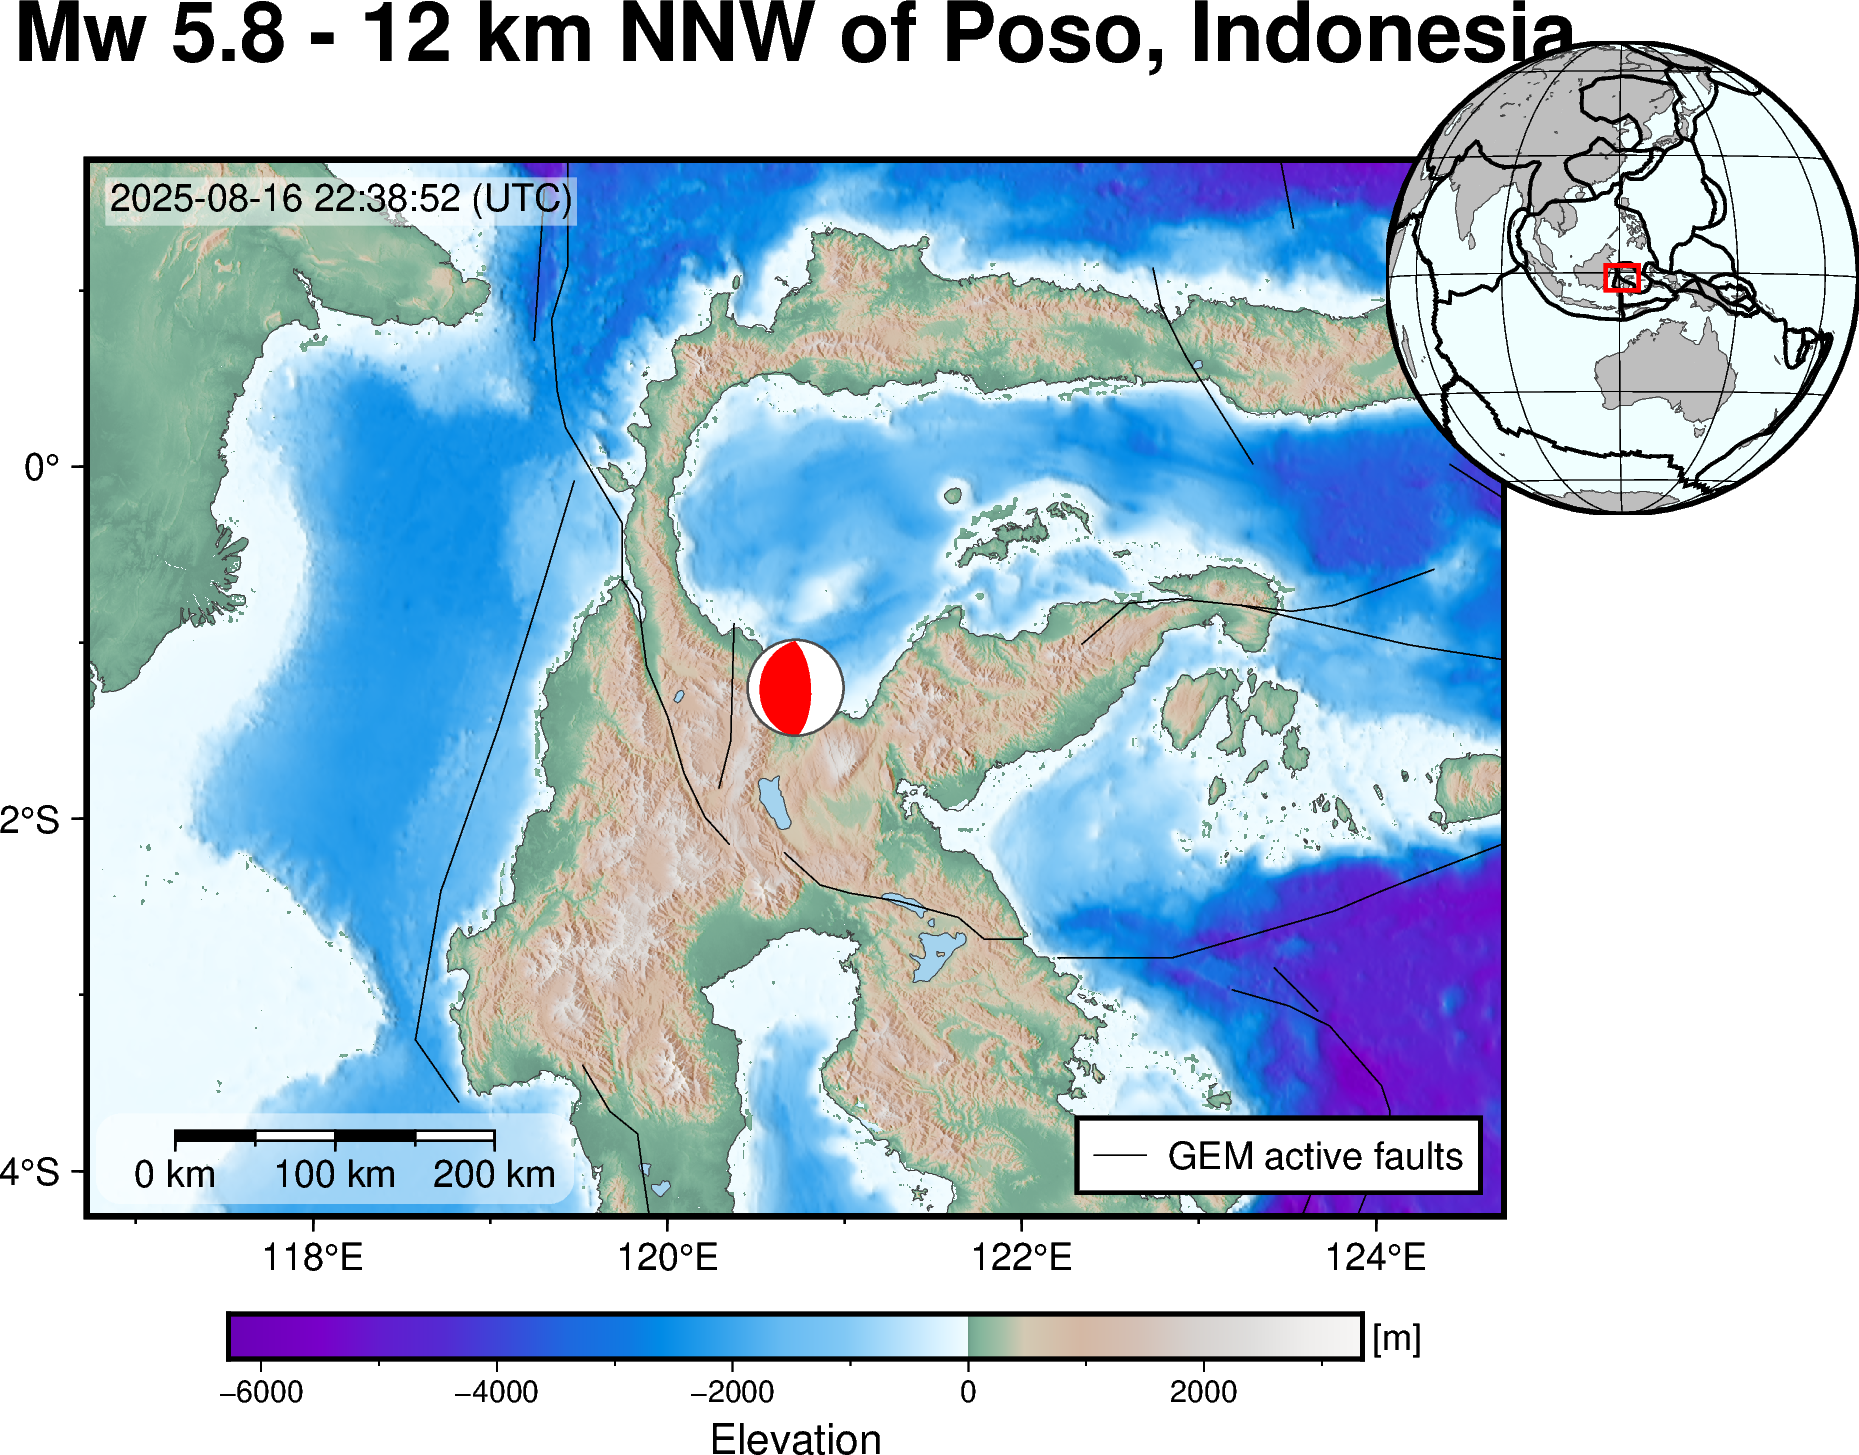 Mw 5.8 - 12 km NNW of Poso, Indonesia
2025-08-16 22:38:52 (UTC)
0°
2°S
4°S
0 km 100 km 200 km
GEM active faults
118°E 120°E 122°E 124°E
[m]
−6000 −4000 −2000 0 2000
Elevation